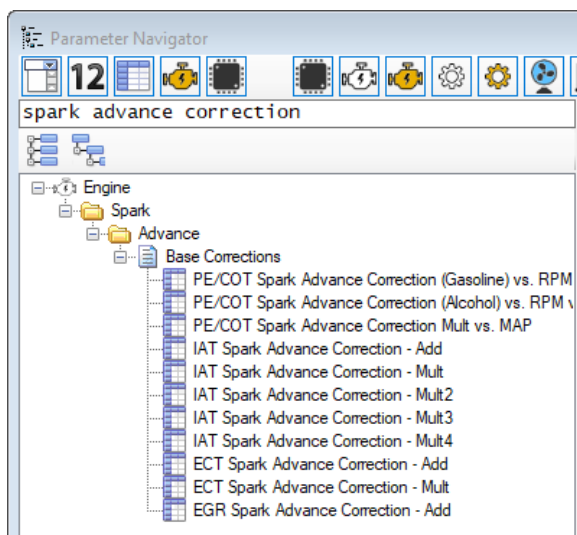 Parameter Navigator
12
spark advance correction
Engine
Spark
Advance
Base Corrections
PE/COT Spark Advance Correction (Gasoline) vs. RPM
PE/COT Spark Advance Correction (Alcohol) vs. RPM v
PE/COT Spark Advance Correction Mult vs. MAP
IAT Spark Advance Correction - Add
IAT Spark Advance Correction - Mult
IAT Spark Advance Correction - Mult2
IAT Spark Advance Correction - Mult3
IAT Spark Advance Correction - Mult4
ECT Spark Advance Correction - Add
ECT Spark Advance Correction - Mult
EGR Spark Advance Correction - Add